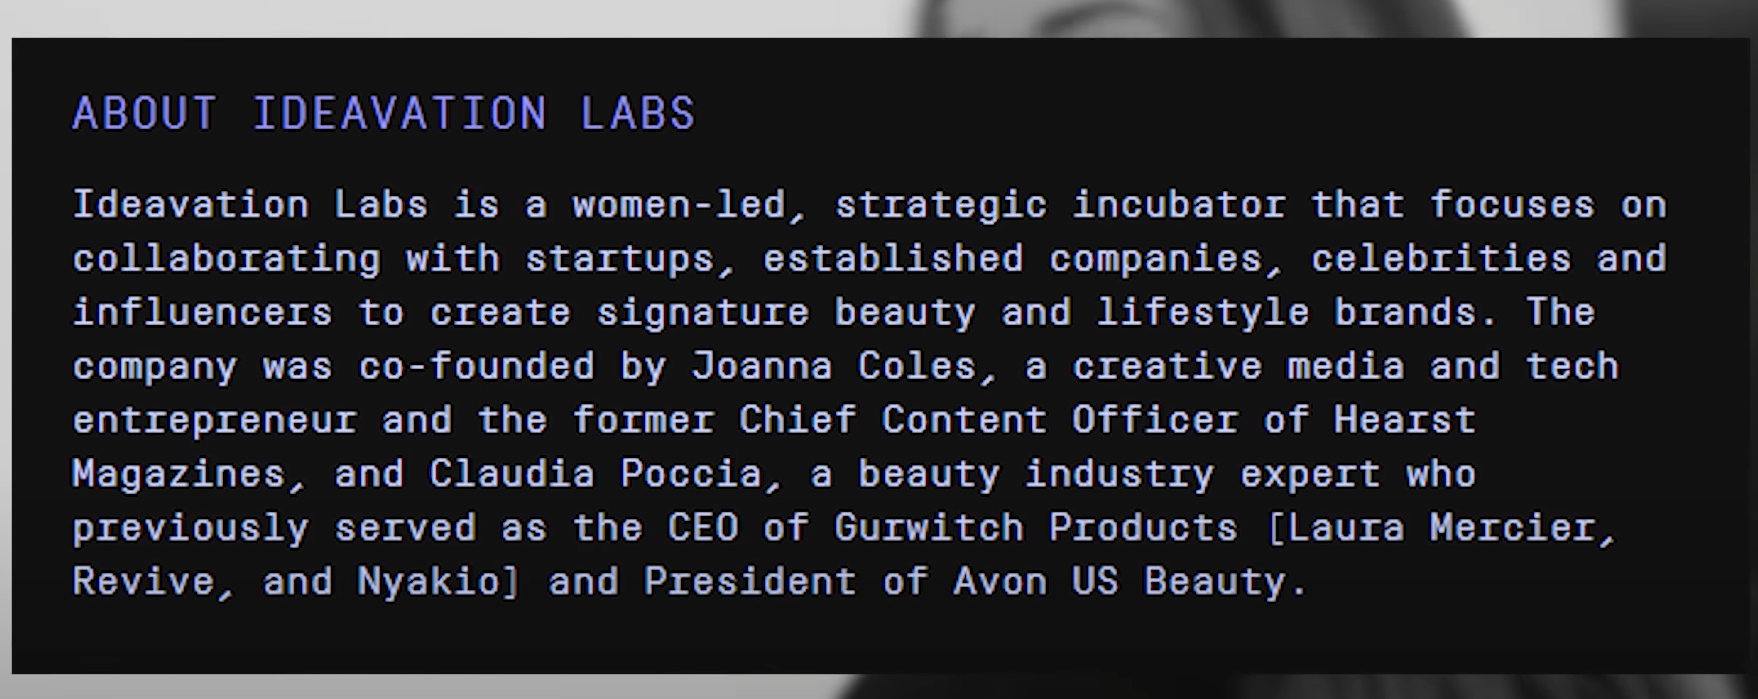 ABOUT IDEAVATION LABS
Ideavation Labs is a women-led, strategic incubator that focuses on
collaborating with startups, established companies, celebrities and
influencers to create signature beauty and lifestyle brands. The
company was co-founded by Joanna Coles, a creative media and tech
entrepreneur and the former Chief Content Officer of Hearst
Magazines, and Claudia Poccia, a beauty industry expert who
previously served as the CEO of Gurwitch Products [Laura Mercier,
Revive, and Nyakio] and President of Avon US Beauty.